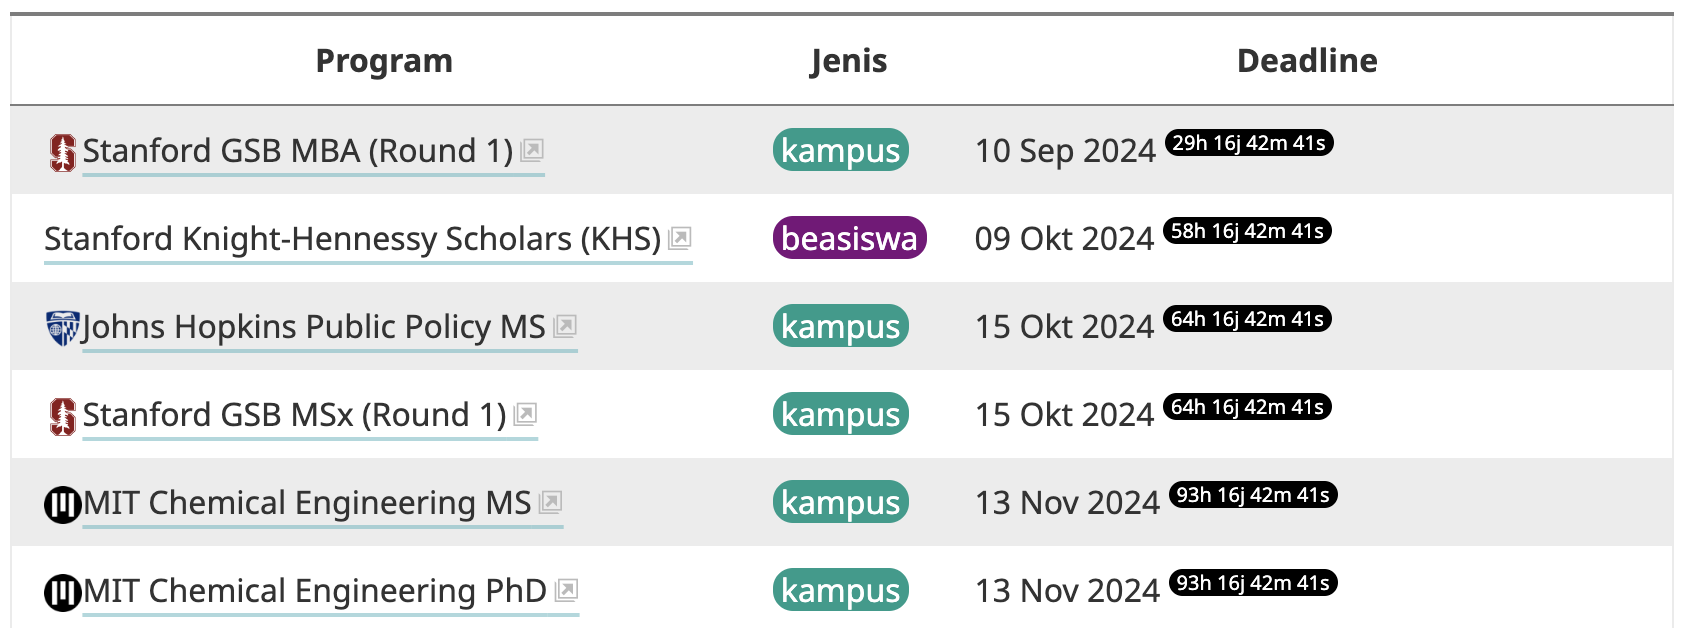 Program Jenis Deadline
Stanford GSB MBA (Round 1) kampus 10 Sep 2024 29h 16j 42m 41s
Stanford Knight-Hennessy Scholars (KHS) beasiswa 09 Okt 2024 58h 16j 42m 41s
Johns Hopkins Public Policy MS kampus 15 Okt 2024 64h 16j 42m 41s
Stanford GSB MSx (Round 1) kampus 15 Okt 2024 64h 16j 42m 41s
MIT Chemical Engineering MS kampus 13 Nov 2024 93h 16j 42m 41s
MIT Chemical Engineering PhD kampus 13 Nov 2024 93h 16j 42m 41s